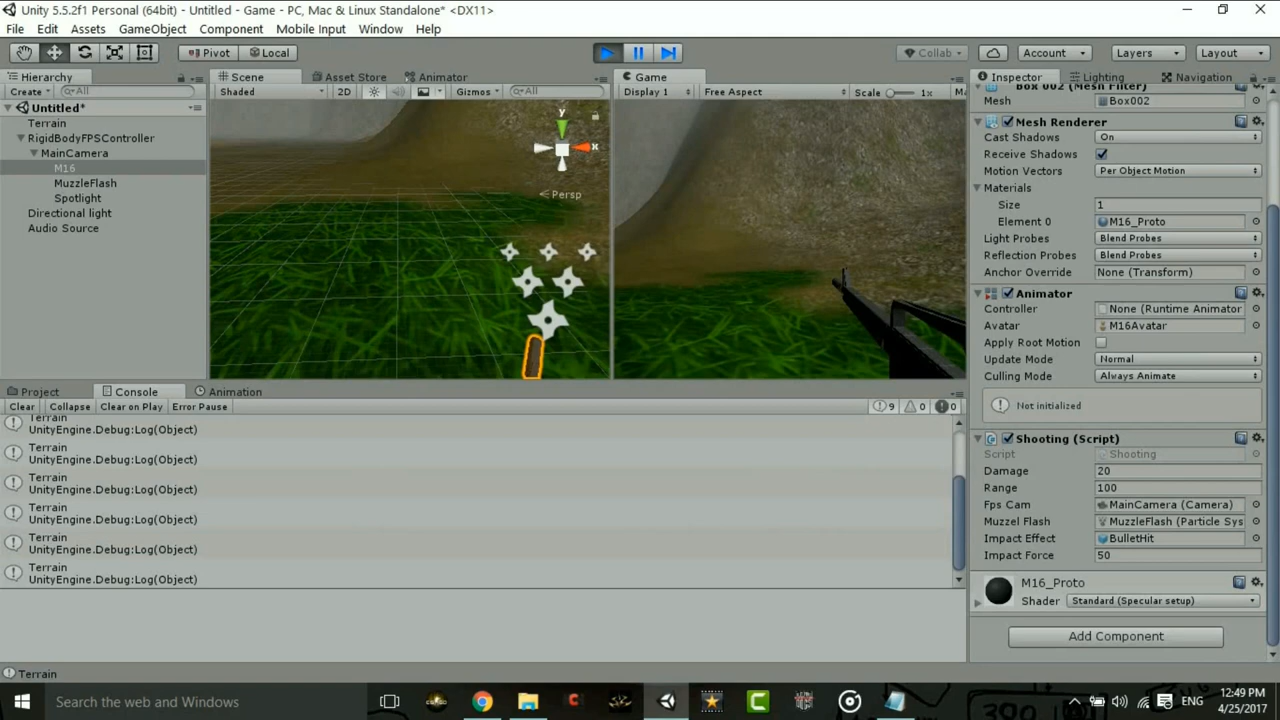 Unity 5.5.2f1 Personal (64bit) - Untitled - Game - PC, Mac & Linux Standalone* <DX11>
File Edit Assets GameObject Component Mobile Input Window Help
Pivot Local Collab Account Layers Layout
Hierarchy
Create All
Untitled*
Terrain
RigidBodyFPSController
MainCamera
M16
MuzzleFlash
Spotlight
Directional light
Audio Source
Scene Asset Store Animator
Shaded 2D Gizmos All
y
x
Persp
Game
Display 1 Free Aspect Scale 1x Ma
Inspector Lighting Navigation
Box 002 (Mesh Filter)
Mesh Box002
Mesh Renderer
Cast Shadows On
Receive Shadows
Motion Vectors Per Object Motion
Materials
Size 1
Element 0 M16_Proto
Light Probes Blend Probes
Reflection Probes Blend Probes
Anchor Override None (Transform)
Animator
Controller None (Runtime Animator
Avatar M16Avatar
Apply Root Motion
Update Mode Normal
Culling Mode Always Animate
Not initialized
Shooting (Script)
Script Shooting
Damage 20
Range 100
Fps Cam MainCamera (Camera)
Muzzel Flash MuzzleFlash (Particle Sys
Impact Effect BulletHit
Impact Force 50
M16_Proto
Shader Standard (Specular setup)
Add Component
Project Console Animation
Clear Collapse Clear on Play Error Pause 9 0 0
Terrain
UnityEngine.Debug:Log(Object)
Terrain
UnityEngine.Debug:Log(Object)
Terrain
UnityEngine.Debug:Log(Object)
Terrain
UnityEngine.Debug:Log(Object)
Terrain
UnityEngine.Debug:Log(Object)
Terrain
UnityEngine.Debug:Log(Object)
Terrain
Search the web and Windows
ENG
12:49 PM
4/25/2017